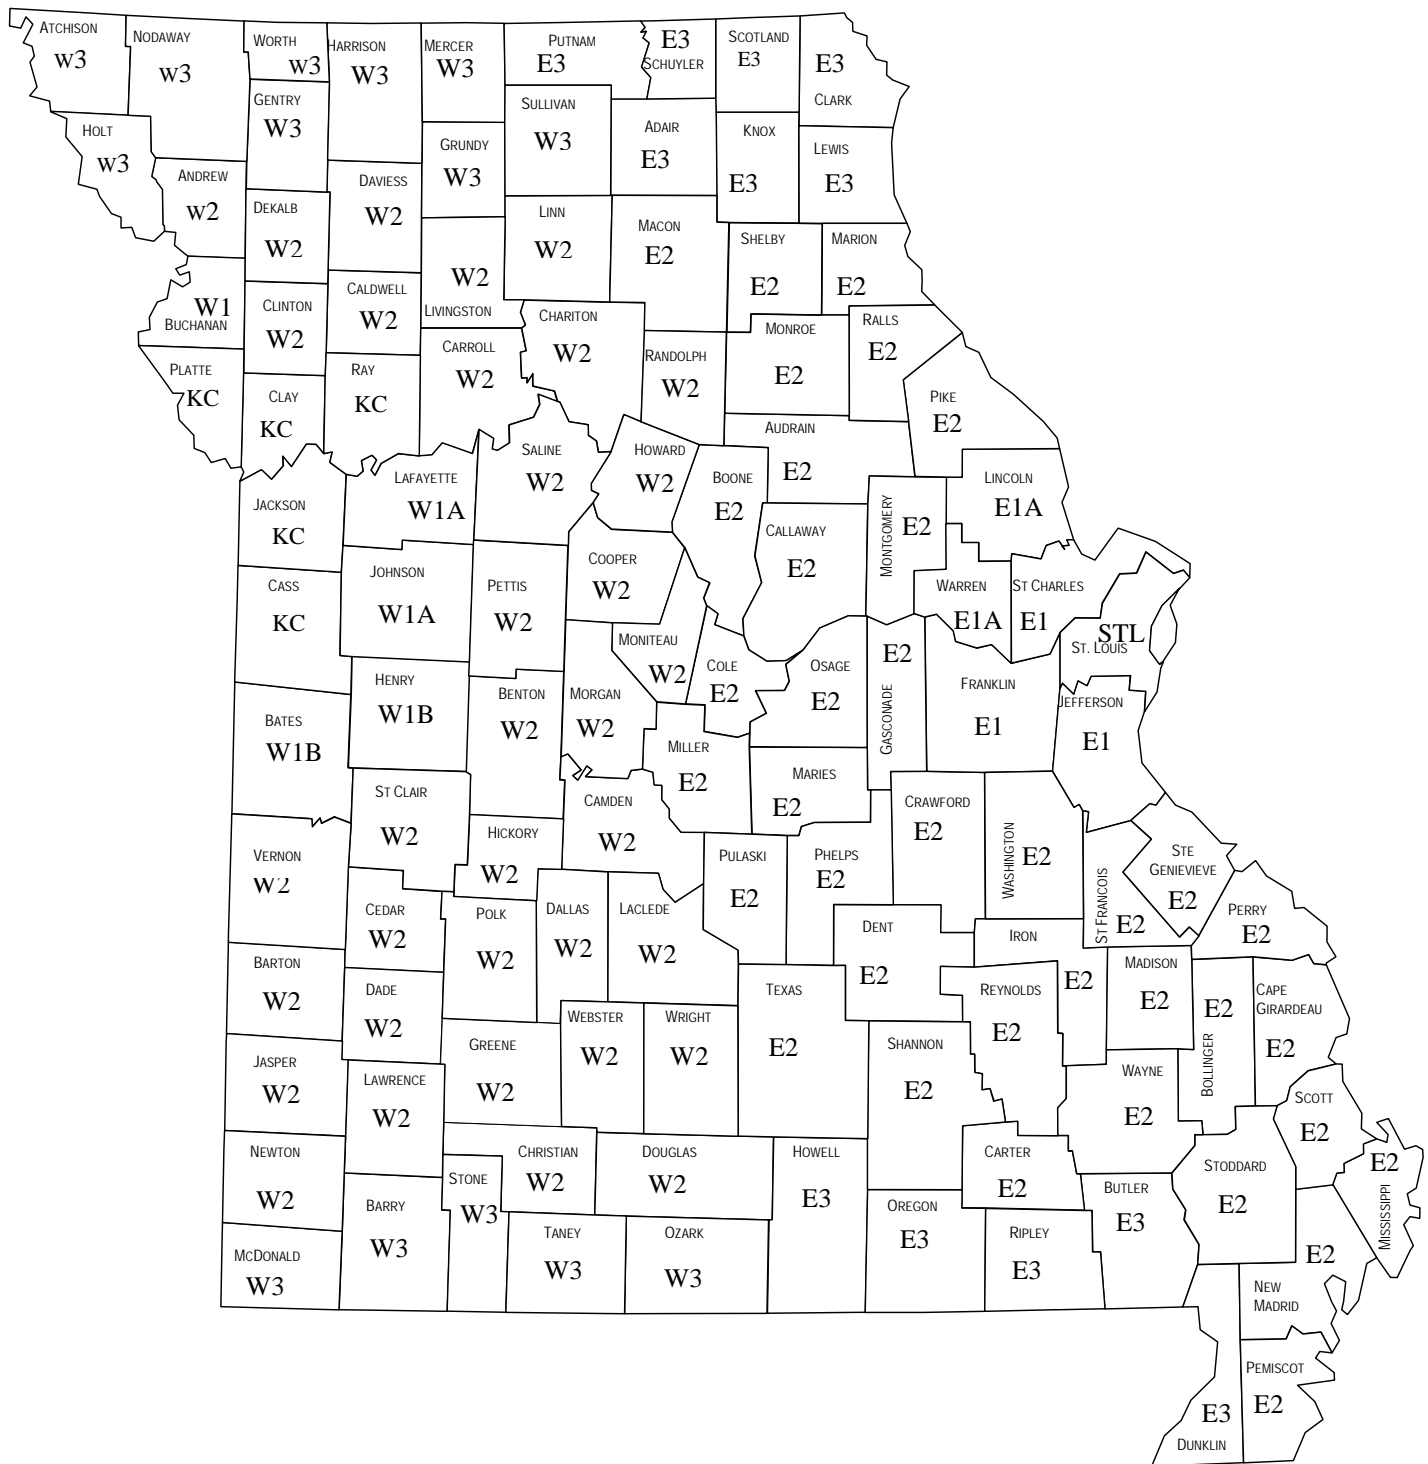 ATCHISON
W3
NODAWAY
W3
WORTH
W3
HARRISON
W3
MERCER
W3
PUTNAM
E3
E3
SCHUYLER
SCOTLAND
E3
E3
CLARK
HOLT
W3
GENTRY
W3
GRUNDY
W3
SULLIVAN
W3
ADAIR
E3
KNOX
E3
LEWIS
E3
ANDREW
W2
DEKALB
W2
DAVIESS
W2
W2
LIVINGSTON
LINN
W2
MACON
E2
SHELBY
E2
MARION
E2
W1
BUCHANAN
CLINTON
W2
CALDWELL
W2
CARROLL
W2
CHARITON
W2
RANDOLPH
W2
MONROE
E2
RALLS
E2
PIKE
E2
PLATTE
KC
CLAY
KC
RAY
KC
SALINE
W2
HOWARD
W2
BOONE
E2
AUDRAIN
E2
LINCOLN
E1A
JACKSON
KC
LAFAYETTE
W1A
COOPER
W2
CALLAWAY
E2
MONTGOMERY
E2
WARREN
E1A
ST CHARLES
E1
STL
ST. LOUIS
CASS
KC
JOHNSON
W1A
PETTIS
W2
MONITEAU
W2
COLE
E2
OSAGE
E2
E2
GASCONADE
FRANKLIN
E1
JEFFERSON
E1
BATES
W1B
HENRY
W1B
BENTON
W2
MORGAN
W2
MILLER
E2
MARIES
E2
CRAWFORD
E2
WASHINGTON
E2
ST FRANCOIS
E2
STE
GENIEVIEVE
E2
PERRY
E2
ST CLAIR
W2
HICKORY
W2
CAMDEN
W2
PULASKI
E2
PHELPS
E2
VERNON
W2
CEDAR
W2
POLK
W2
DALLAS
W2
LACLEDE
W2
DENT
E2
IRON
E2
MADISON
E2
E2
BOLLINGER
CAPE
GIRARDEAU
E2
BARTON
W2
DADE
W2
GREENE
W2
WEBSTER
W2
WRIGHT
W2
TEXAS
E2
SHANNON
E2
REYNOLDS
E2
WAYNE
E2
SCOTT
E2
JASPER
W2
LAWRENCE
W2
CHRISTIAN
W2
DOUGLAS
W2
HOWELL
E3
CARTER
E2
BUTLER
E3
STODDARD
E2
E2
MISSISSIPPI
NEWTON
W2
BARRY
W3
STONE
W3
TANEY
W3
OZARK
W3
OREGON
E3
RIPLEY
E3
MCDONALD
W3
E2
NEW
MADRID
PEMISCOT
E2
E3
DUNKLIN